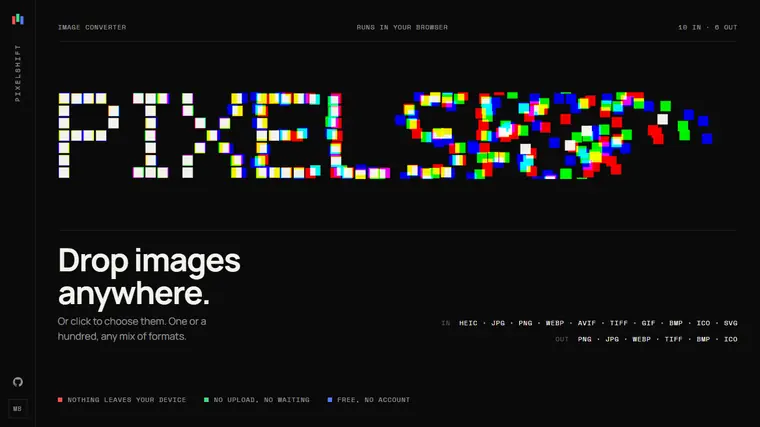 IMAGE CONVERTER
RUNS IN YOUR BROWSER
10 IN · 6 OUT
PIXELSHIFT
PIXELS
Drop images
anywhere.
Or click to choose them. One or a
hundred, any mix of formats.
IN HEIC · JPG · PNG · WEBP · AVIF · TIFF · GIF · BMP · ICO · SVG
OUT PNG · JPG · WEBP · TIFF · BMP · ICO
NOTHING LEAVES YOUR DEVICE
NO UPLOAD, NO WAITING
FREE, NO ACCOUNT